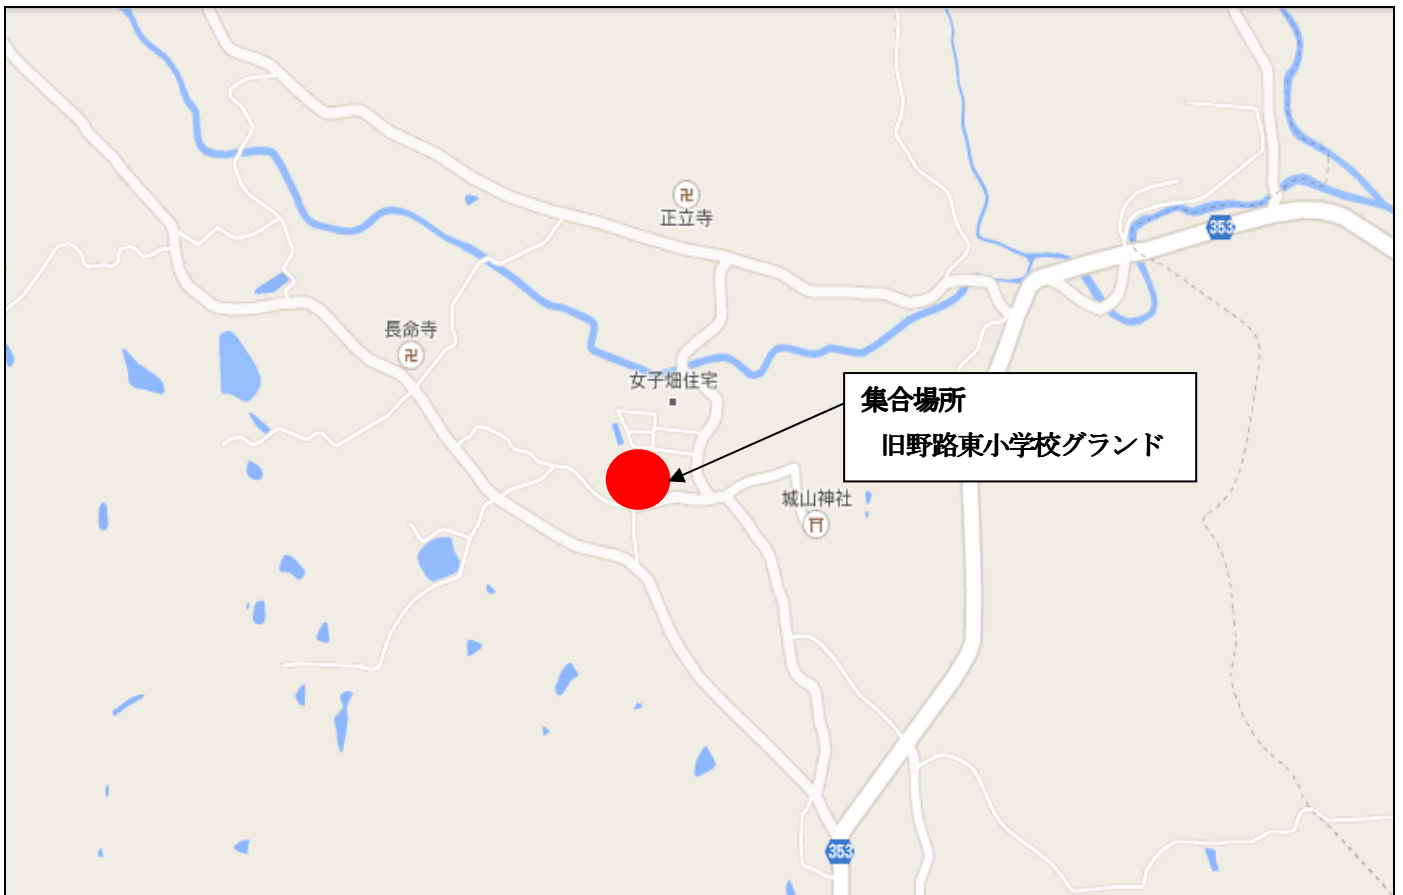 正立寺
353
長命寺
女子畑住宅
集合場所
旧野路東小学校グランド
城山神社
353